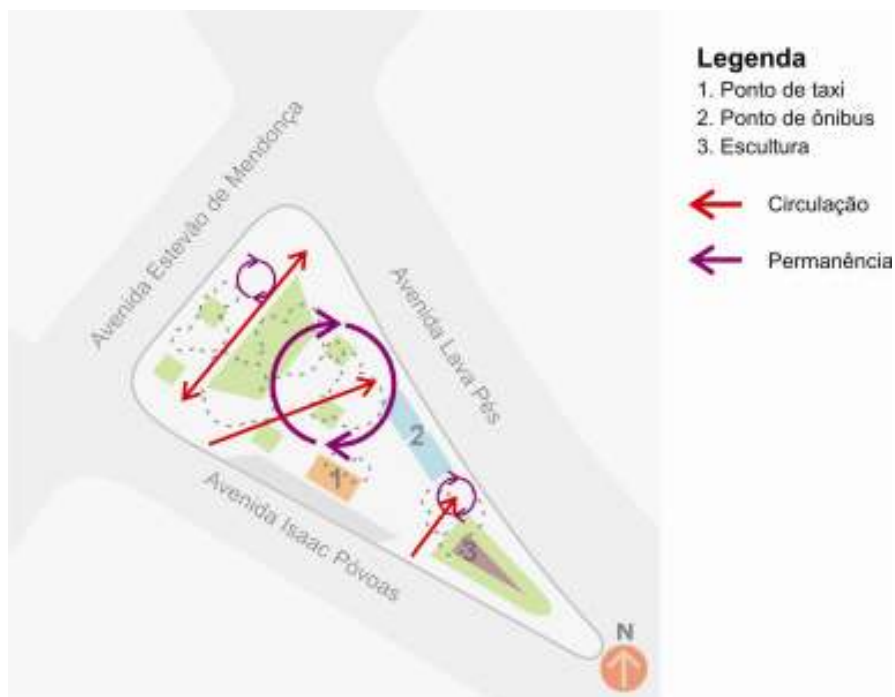 Legenda
1. Ponto de taxi
2. Ponto de ônibus
3. Escultura
Circulação
Permanência
Avenida Estevão de Mendonça
Avenida Lava Pés
Avenida Isaac Póvoas
1
2
3
N